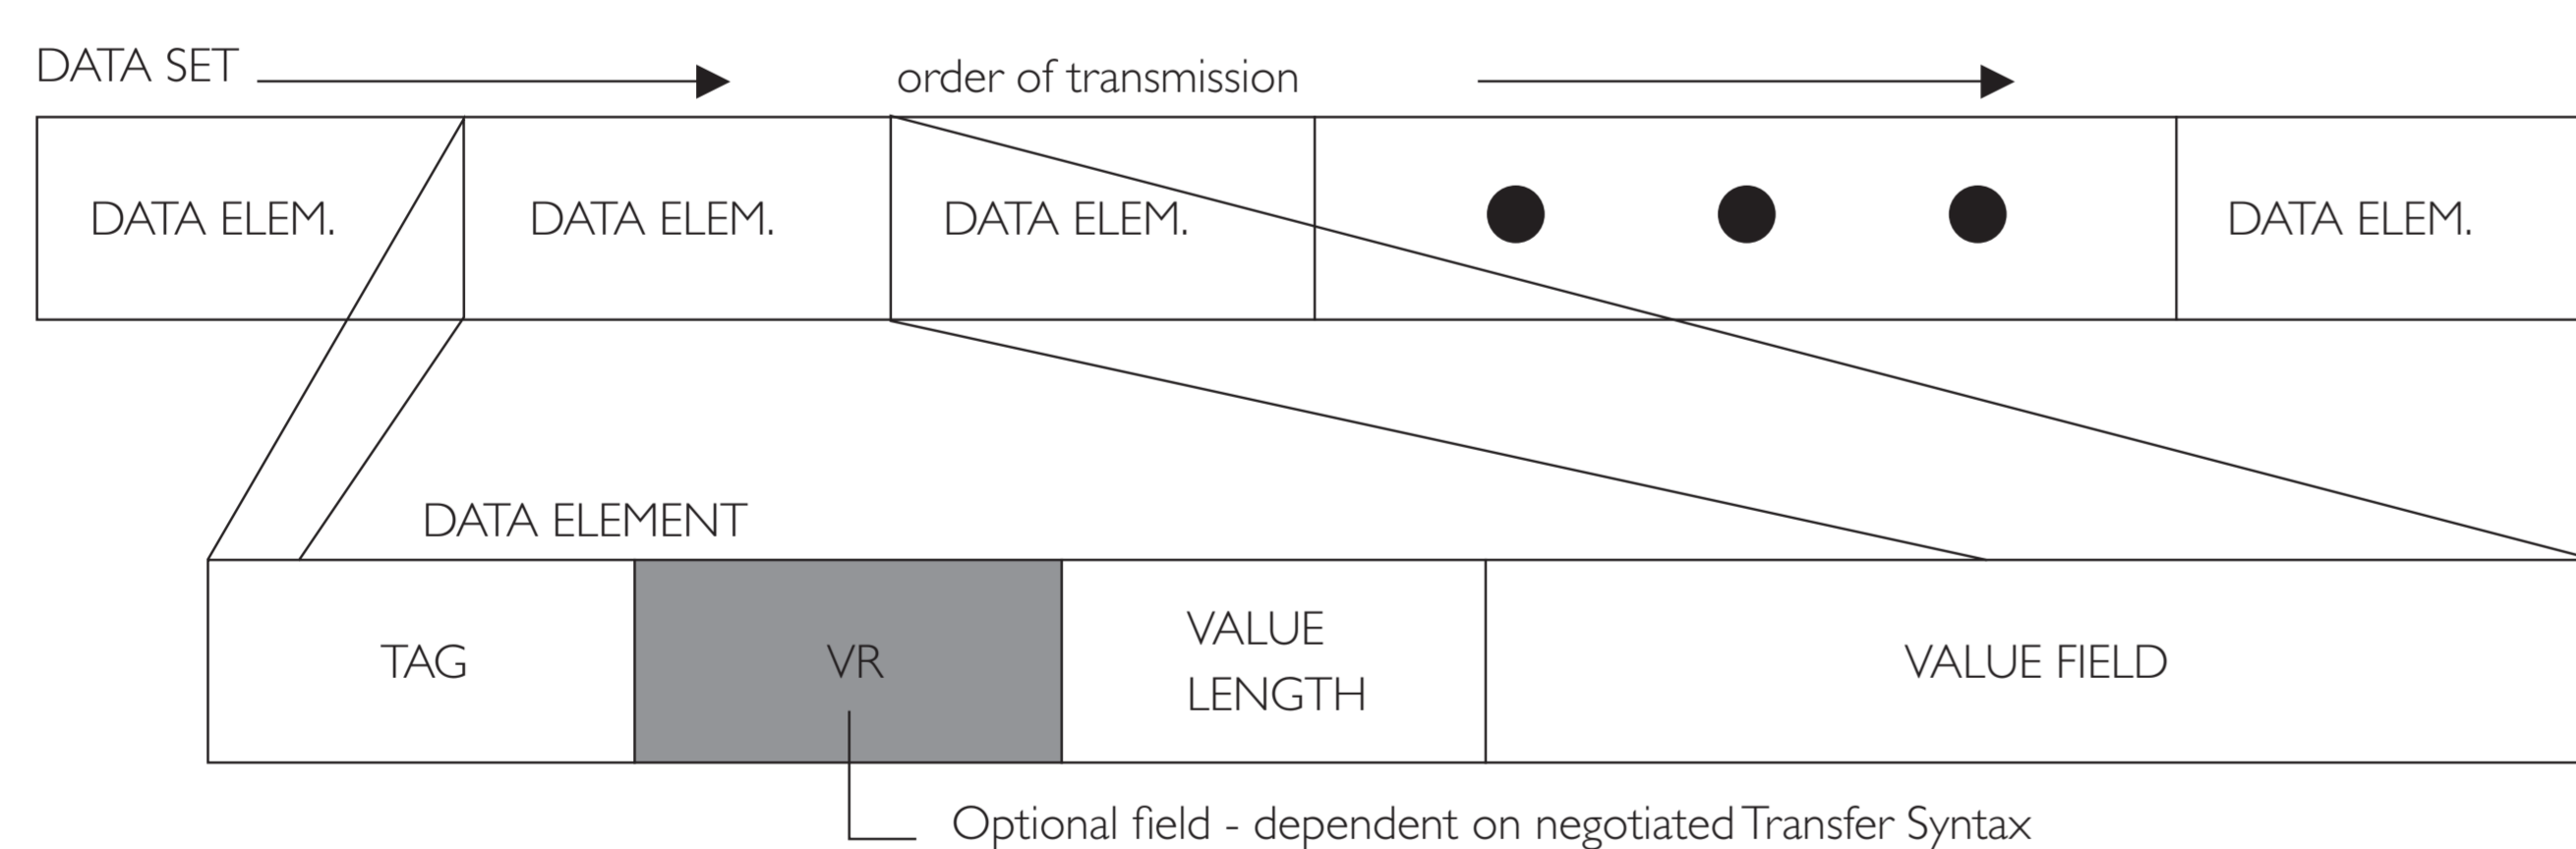 DATA SET
order of transmission
DATA ELEM.
DATA ELEM.
DATA ELEM.
DATA ELEM.
DATA ELEMENT
TAG
VR
VALUE
LENGTH
VALUE FIELD
Optional field - dependent on negotiated Transfer Syntax